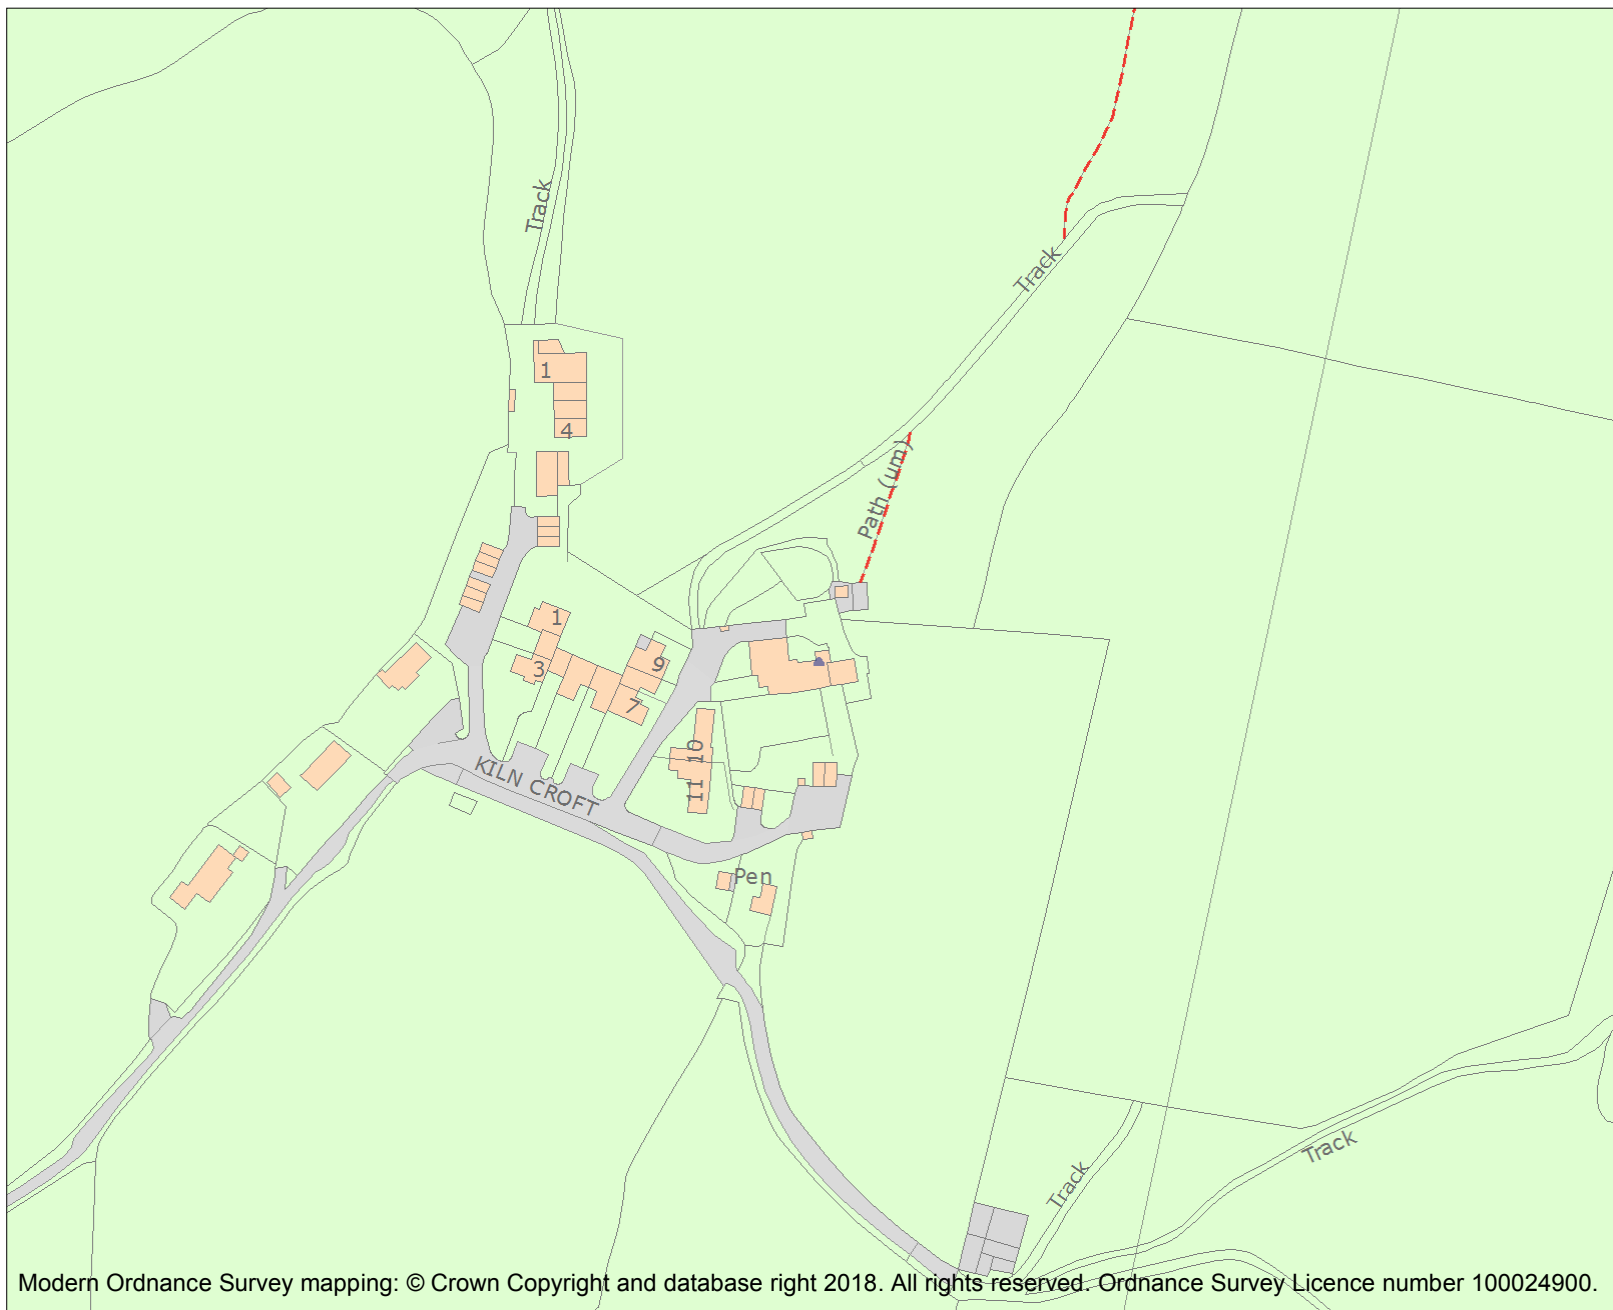 Track
Track
1
4
Path (um)
1
3
9
7
10
11
KILN CROFT
Pen
Track
Track
Modern Ordnance Survey mapping: © Crown Copyright and database right 2018. All rights reserved. Ordnance Survey Licence number 100024900.